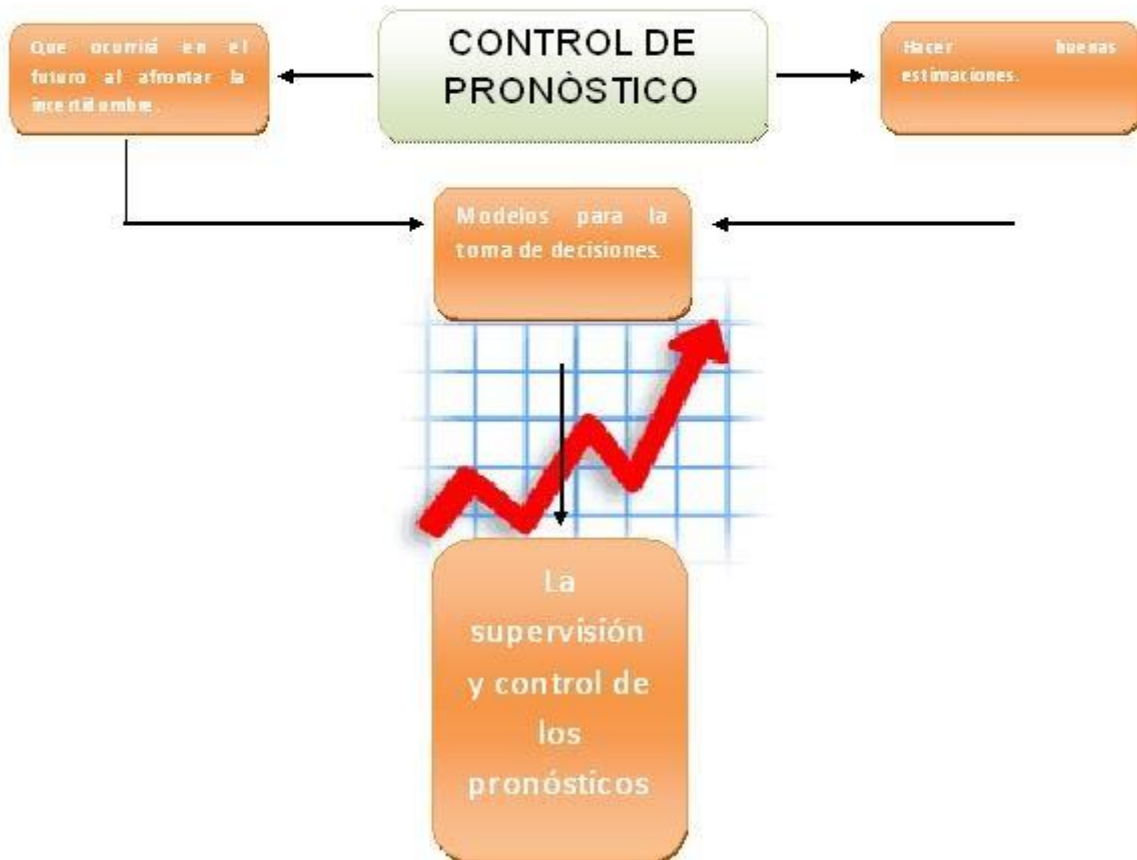 CONTROL DE
PRONÒSTICO
Que ocurrirá en el
futuro al afrontar la
incertidumbre.
Hacer buenas
estimaciones.
Modelos para la
toma de decisiones.
La
supervisión
y control de
los
pronósticos